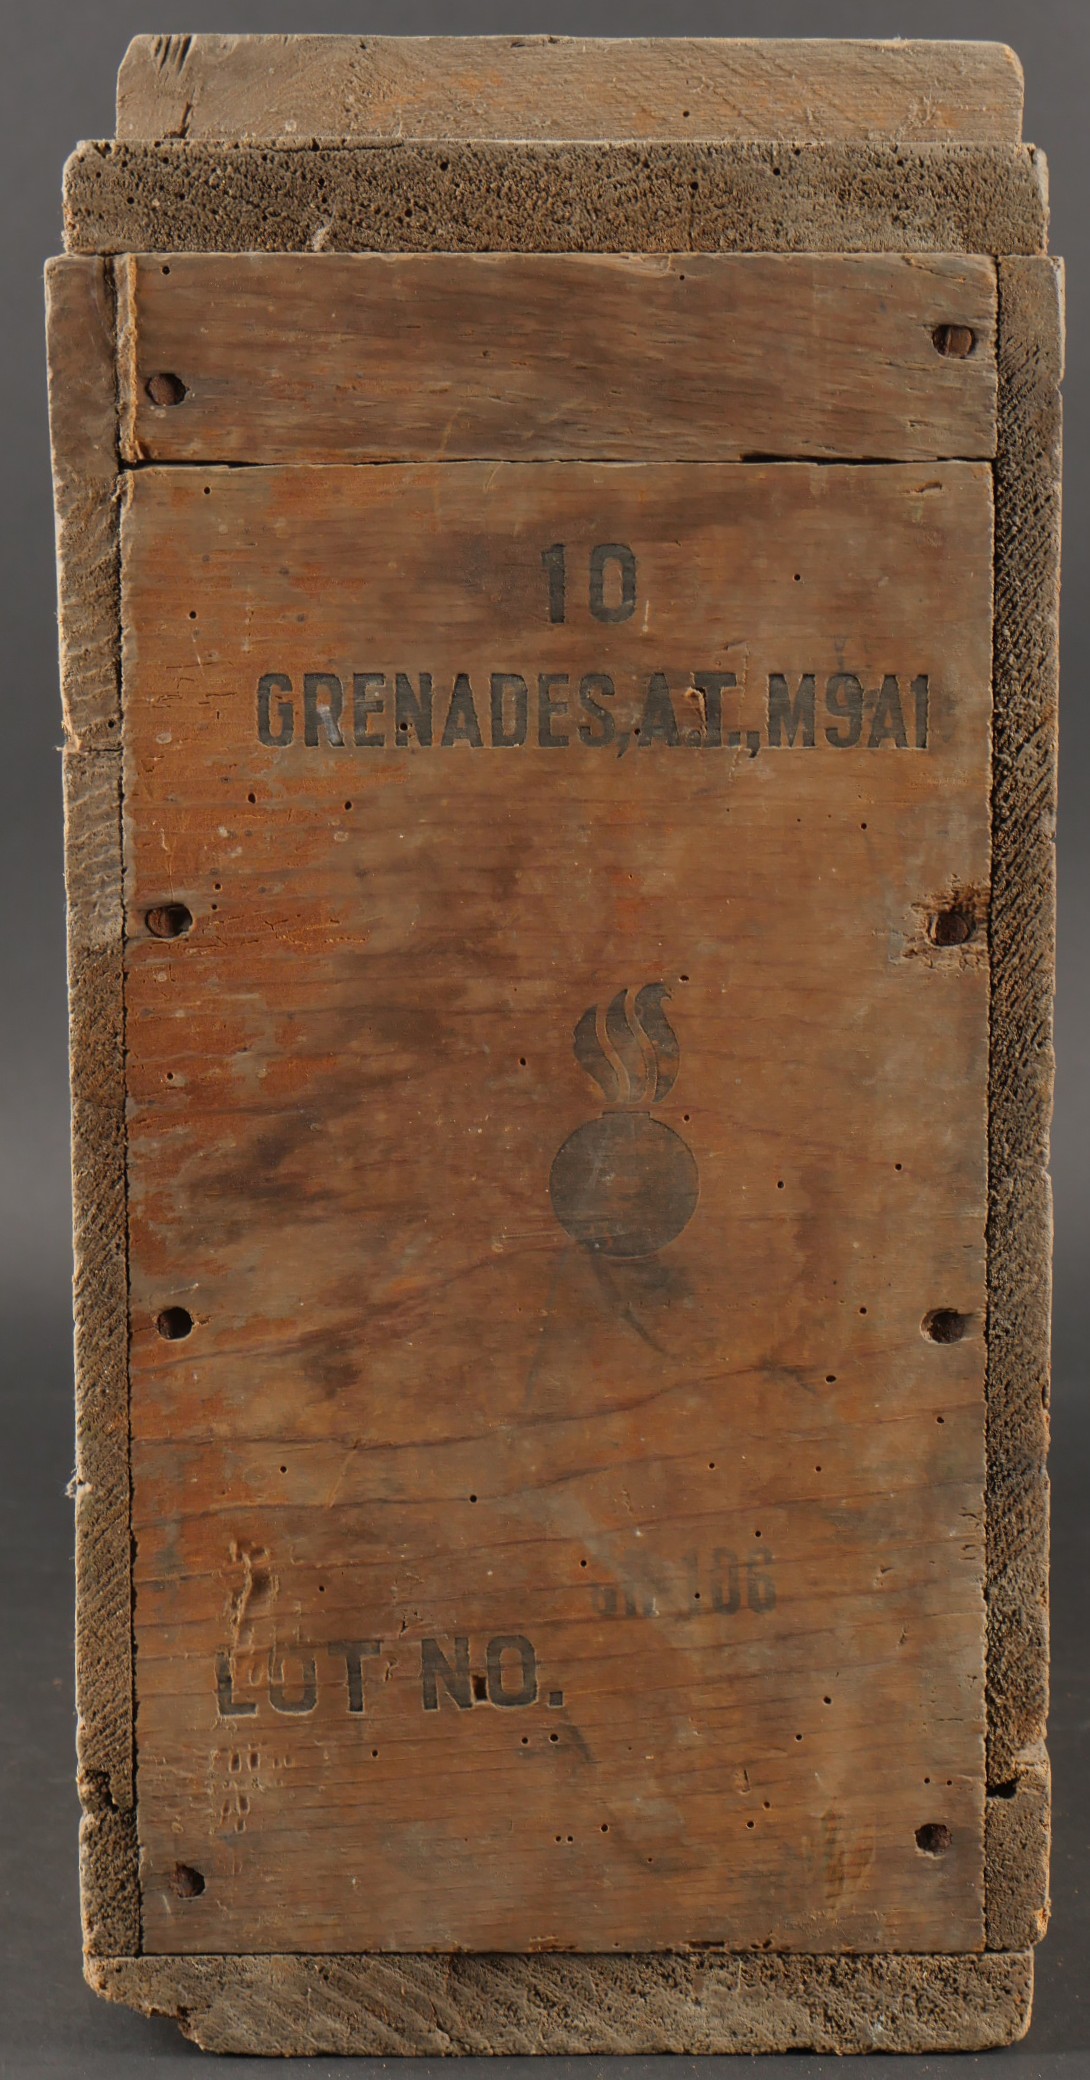 10
GRENADES, A.T., M9A1
LOT NO.